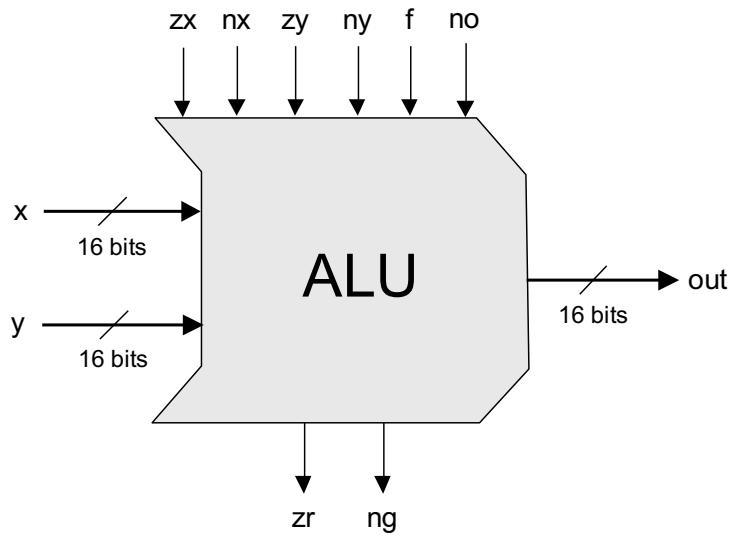 zx nx zy ny f no
x
16 bits
ALU
out
y
16 bits
16 bits
zr ng